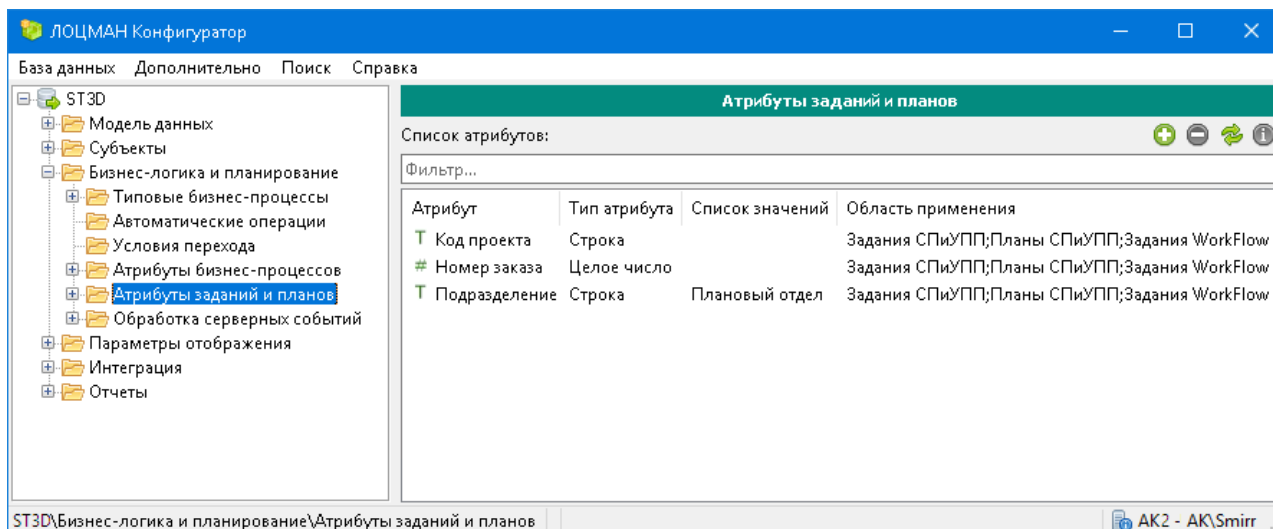 ЛОЦМАН Конфигуратор
База данных Дополнительно Поиск Справка
ST3D
Модель данных
Субъекты
Бизнес-логика и планирование
Типовые бизнес-процессы
Автоматические операции
Условия перехода
Атрибуты бизнес-процессов
Атрибуты заданий и планов
Обработка серверных событий
Параметры отображения
Интеграция
Отчеты
Атрибуты заданий и планов
Список атрибутов:
Фильтр...
Атрибут Тип атрибута Список значений Область применения
Код проекта Строка Задания СПиУПП;Планы СПиУПП;Задания WorkFlow
Номер заказа Целое число Задания СПиУПП;Планы СПиУПП;Задания WorkFlow
Подразделение Строка Плановый отдел Задания СПиУПП;Планы СПиУПП;Задания WorkFlow
ST3D\Бизнес-логика и планирование\Атрибуты заданий и планов AK2 - AK\Smirr